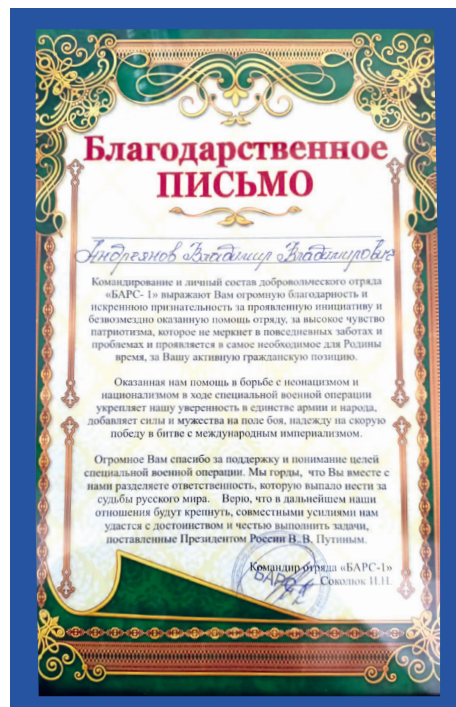 Благодарственное
ПИСЬМО
Андреянов Владимир Владимирович
Командирование и личный состав добровольческого отряда
«БАРС- 1» выражают Вам огромную благодарность и
искреннюю признательность за проявленную инициативу и
безвозмездно оказанную помощь отряду, за высокое чувство
патриотизма, которое не меркнет в повседневных заботах и
проблемах и проявляется в самое необходимое для Родины
время, за Вашу активную гражданскую позицию.
Оказанная нам помощь в борьбе с неонацизмом и
национализмом в ходе специальной военной операции
укрепляет нашу уверенность в единстве армии и народа,
добавляет силы и мужества на поле боя, надежду на скорую
победу в битве с международным империализмом.
Огромное Вам спасибо за поддержку и понимание целей
специальной военной операции. Мы горды, что Вы вместе с
нами разделяете ответственность, которую выпало нести за
судьбы русского мира. Верю, что в дальнейшем наши
отношения будут крепнуть, совместными усилиями нам
удастся с достоинством и честью выполнить задачи,
поставленные Президентом России В. В. Путиным.
Командир отряда «БАРС-1»
Соколюк И.Н.
БАРС